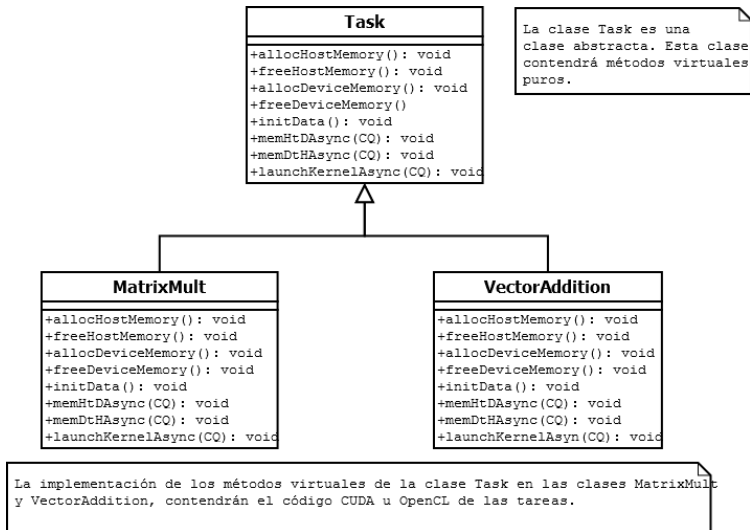 Task
+allocHostMemory(): void
+freeHostMemory(): void
+allocDeviceMemory(): void
+freeDeviceMemory()
+initData(): void
+memHtDAsync(CQ): void
+memDtHAsync(CQ): void
+launchKernelAsync(CQ): void
La clase Task es una
clase abstracta. Esta clase
contendrá métodos virtuales
puros.
MatrixMult
+allocHostMemory(): void
+freeHostMemory(): void
+allocDeviceMemory(): void
+freeDeviceMemory(): void
+initData(): void
+memHtDAsync(CQ): void
+memDtHAsync(CQ): void
+launchKernelAsync(CQ): void
VectorAddition
+allocHostMemory(): void
+freeHostMemory(): void
+allocDeviceMemory(): void
+freeDeviceMemory(): void
+initData(): void
+memHtDAsync(CQ): void
+memDtHAsync(CQ): void
+launchKernelAsyn(CQ): void
La implementación de los métodos virtuales de la clase Task en las clases MatrixMult
y VectorAddition, contendrán el código CUDA u OpenCL de las tareas.